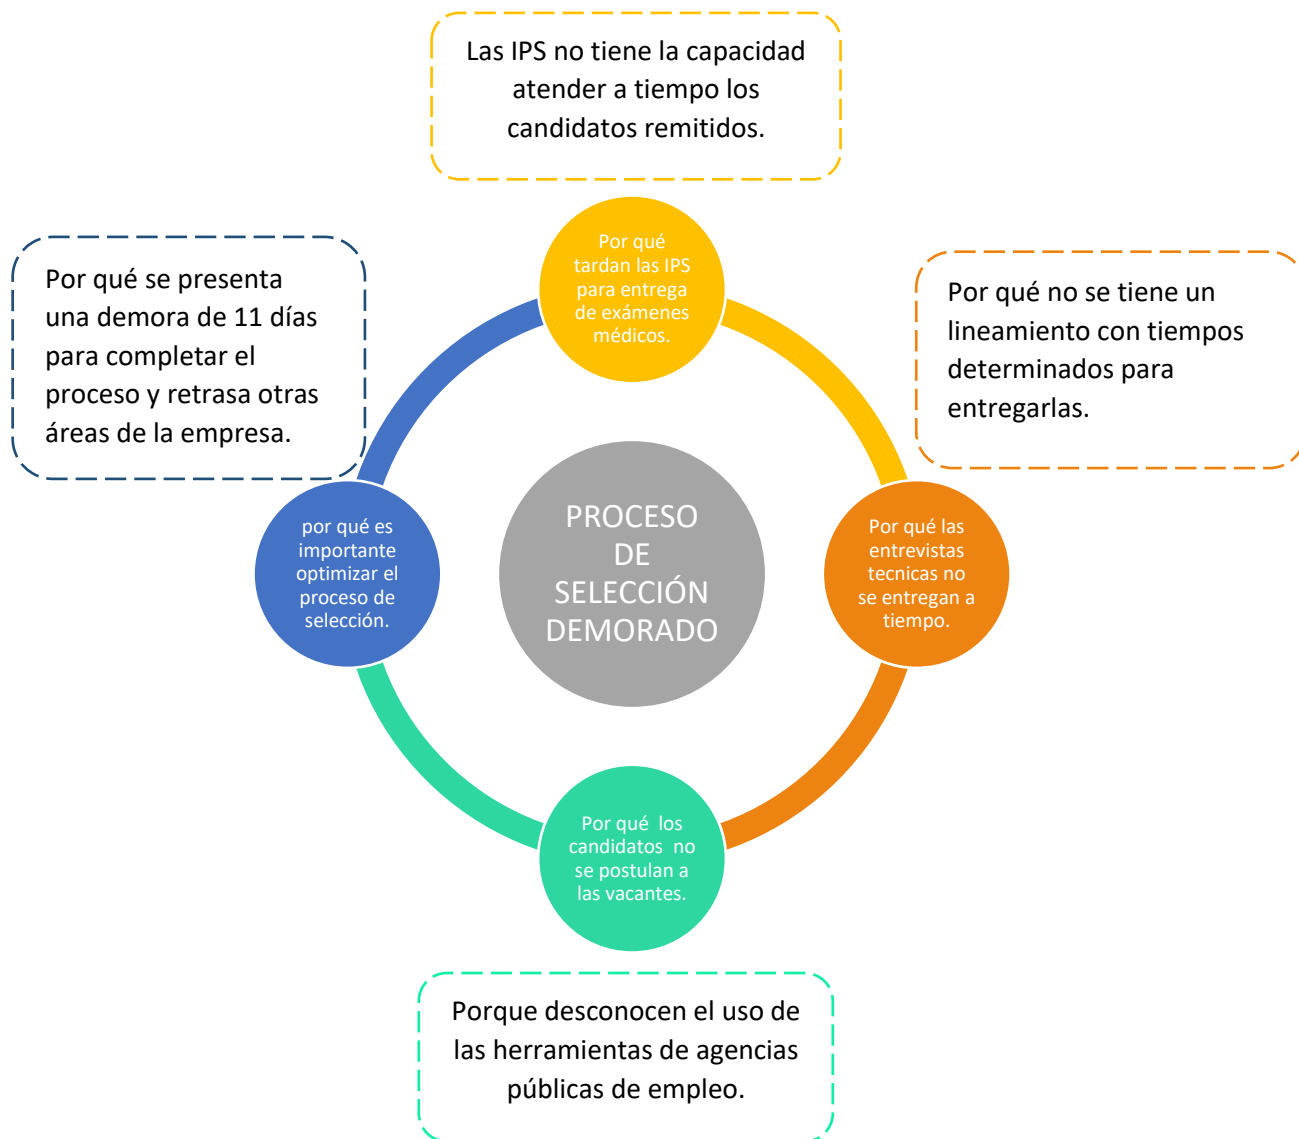 Las IPS no tiene la capacidad
atender a tiempo los
candidatos remitidos.
Por qué
tardan las IPS
para entrega
de exámenes
médicos.
Por qué se presenta
una demora de 11 días
para completar el
proceso y retrasa otras
áreas de la empresa.
Por qué no se tiene un
lineamiento con tiempos
determinados para
entregarlas.
por qué es
importante
optimizar el
proceso de
selección.
PROCESO
DE
SELECCIÓN
DEMORADO
Por qué las
entrevistas
tecnicas no
se entregan a
tiempo.
Por qué los
candidatos no
se postulan a
las vacantes.
Porque desconocen el uso de
las herramientas de agencias
públicas de empleo.